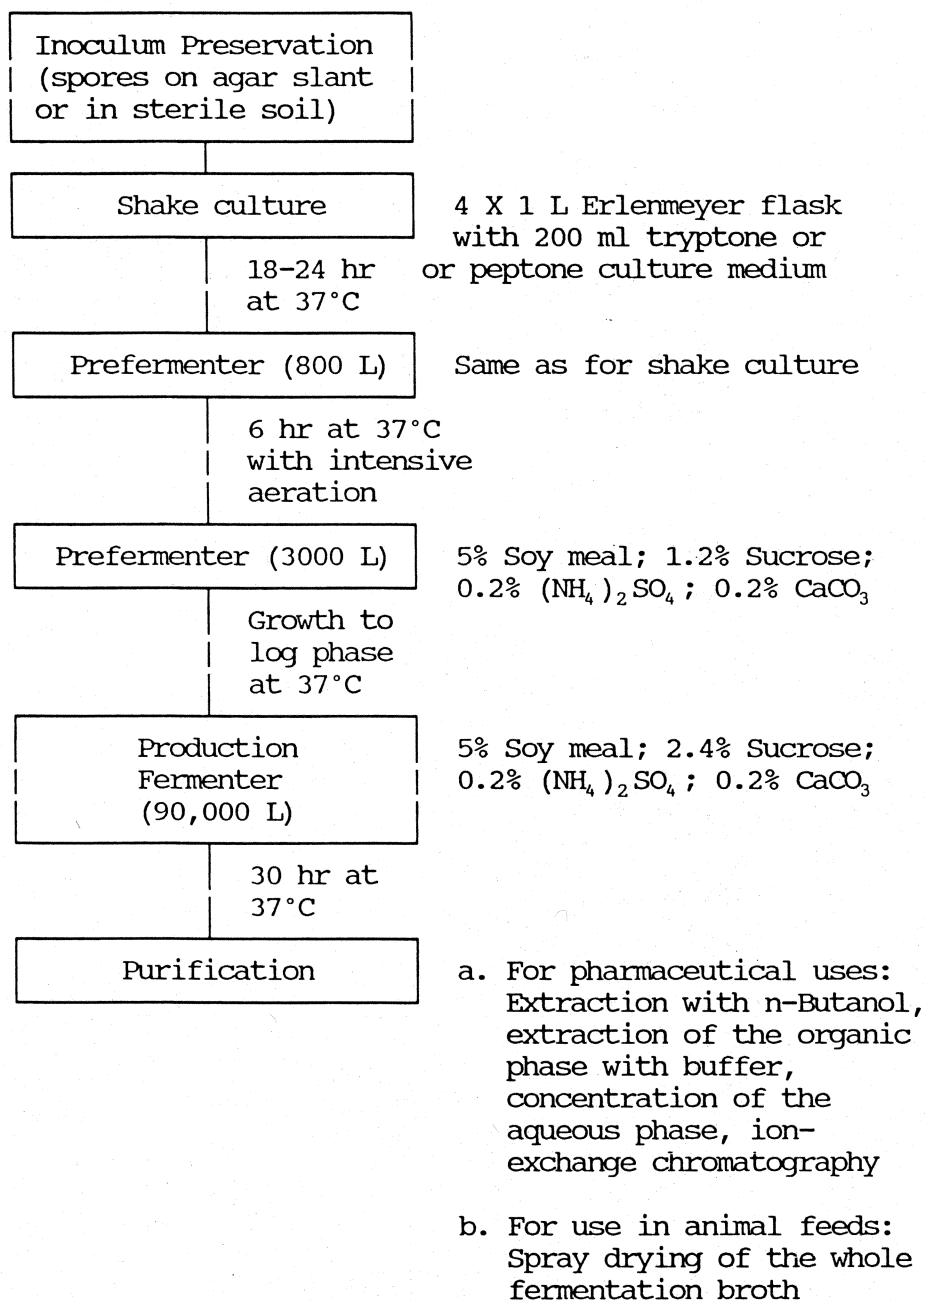 Inoculum Preservation
(spores on agar slant
or in sterile soil)
Shake culture
4 X 1 L Erlenmeyer flask
with 200 ml tryptone or
or peptone culture medium
18-24 hr
at 37°C
Prefermenter (800 L)
Same as for shake culture
6 hr at 37°C
with intensive
aeration
Prefermenter (3000 L)
5% Soy meal; 1.2% Sucrose;
0.2% (NH₄)₂SO₄; 0.2% CaCO₃
Growth to
log phase
at 37°C
Production
Fermenter
(90,000 L)
5% Soy meal; 2.4% Sucrose;
0.2% (NH₄)₂SO₄; 0.2% CaCO₃
30 hr at
37°C
Purification
a. For pharmaceutical uses:
Extraction with n-Butanol,
extraction of the organic
phase with buffer,
concentration of the
aqueous phase, ion-
exchange chromatography
b. For use in animal feeds:
Spray drying of the whole
fermentation broth